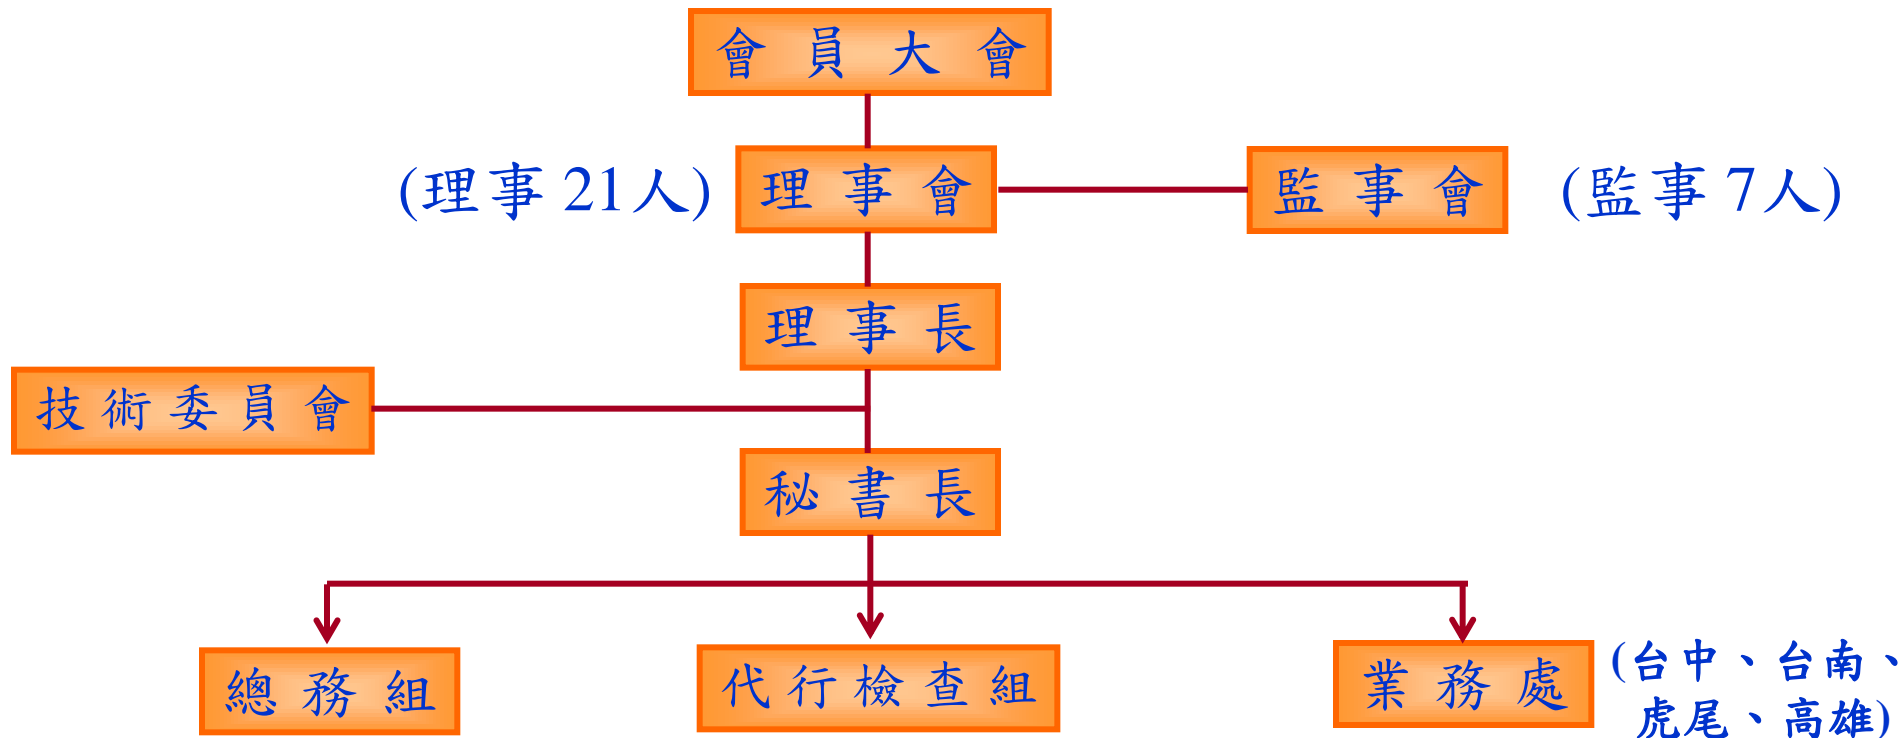 會員大會
(理事 21人)
理事會
監事會
(監事 7人)
理事長
技術委員會
秘書長
總務組
代行檢查組
業務處
(台中、台南、
虎尾、高雄)